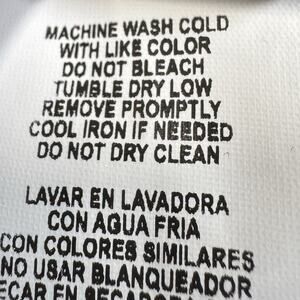 MACHINE WASH COLD
WITH LIKE COLOR
DO NOT BLEACH
TUMBLE DRY LOW
REMOVE PROMPTLY
COOL IRON IF NEEDED
DO NOT DRY CLEAN
LAVAR EN LAVADORA
CON AGUA FRIA
CON COLORES SIMILARES
NO USAR BLANQUEADOR